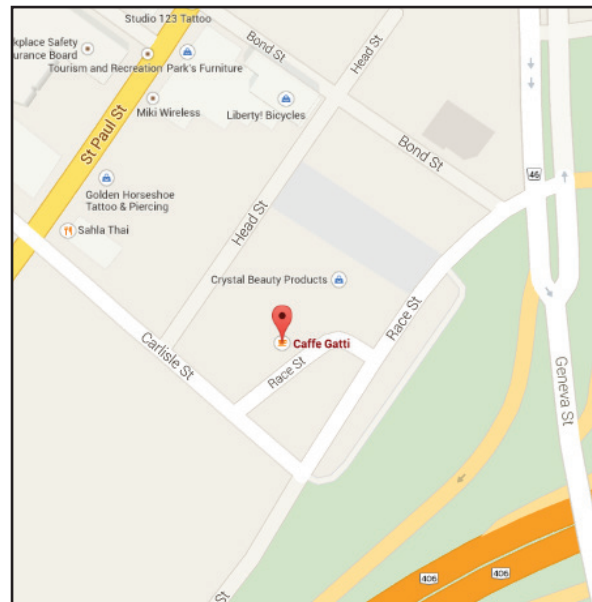 Studio 123 Tattoo
kplace Safety
urance Board
Tourism and Recreation
Park's Furniture
Bond St
Head St
Miki Wireless
Liberty! Bicycles
St Paul St
Bond St
46
Golden Horseshoe
Tattoo & Piercing
Sahla Thai
Head St
Crystal Beauty Products
Race St
Caffe Gatti
Carlisle St
Race St
Geneva St
406
406
St